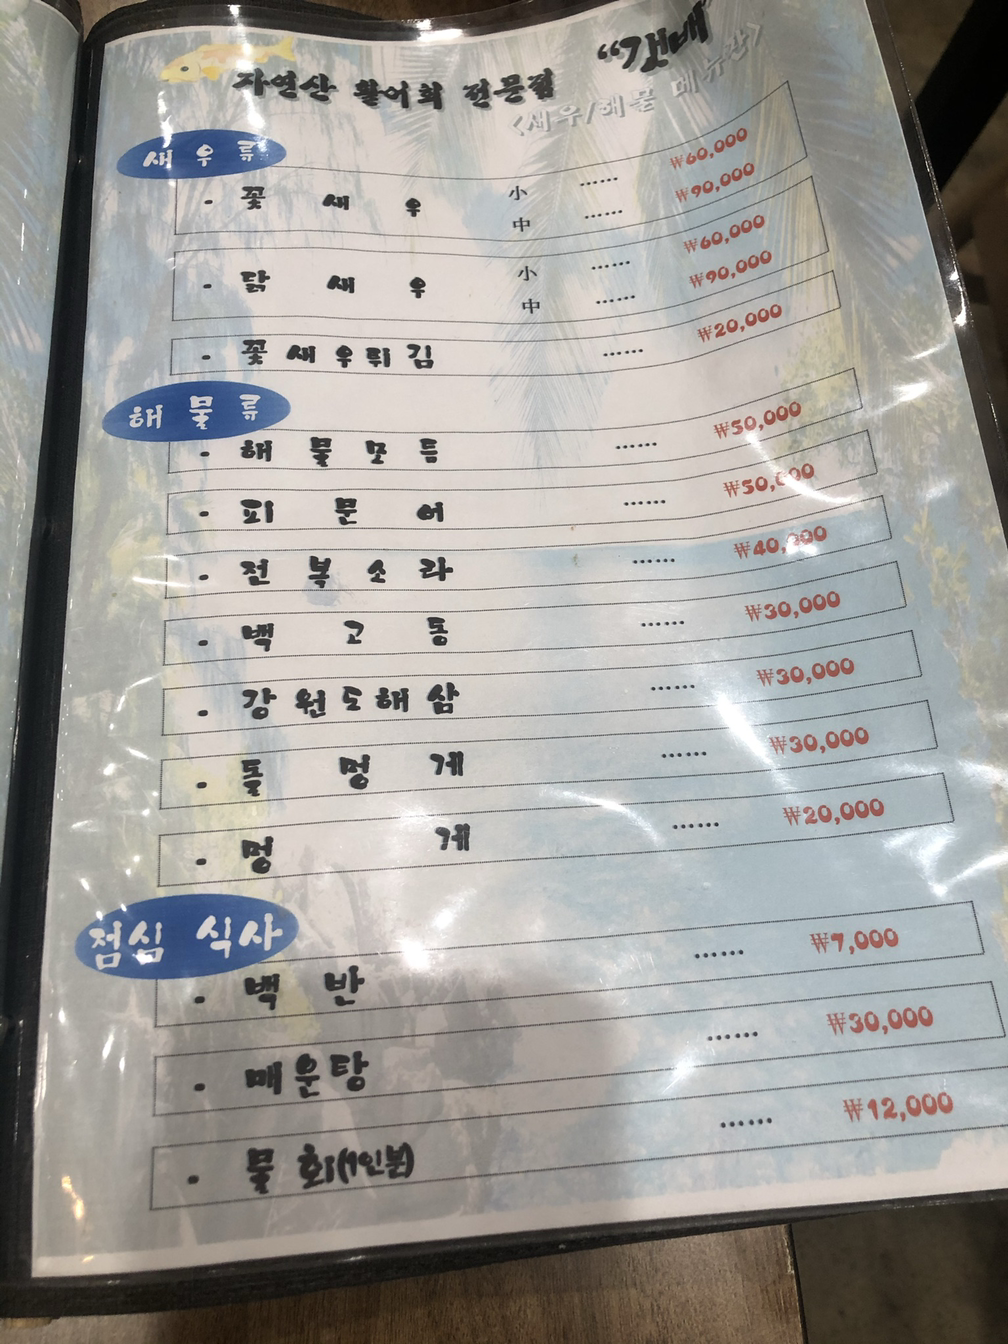 자연산 활어회 전문점 “갯배”
<새우/해물 메뉴판>
새우류
· 꽃새우 小 ...... ₩60,000
中 ...... ₩90,000
· 닭새우 小 ...... ₩60,000
中 ...... ₩90,000
· 꽃새우튀김 ...... ₩20,000
해물류
· 해물모듬 ...... ₩50,000
· 피문어 ...... ₩50,000
· 전복소라 ...... ₩40,000
· 백고동 ...... ₩30,000
· 강원도해삼 ...... ₩30,000
· 돌멍게 ...... ₩30,000
· 멍게 ...... ₩20,000
점심 식사
· 백반 ...... ₩7,000
· 매운탕 ...... ₩30,000
· 물회(1인분) ...... ₩12,000